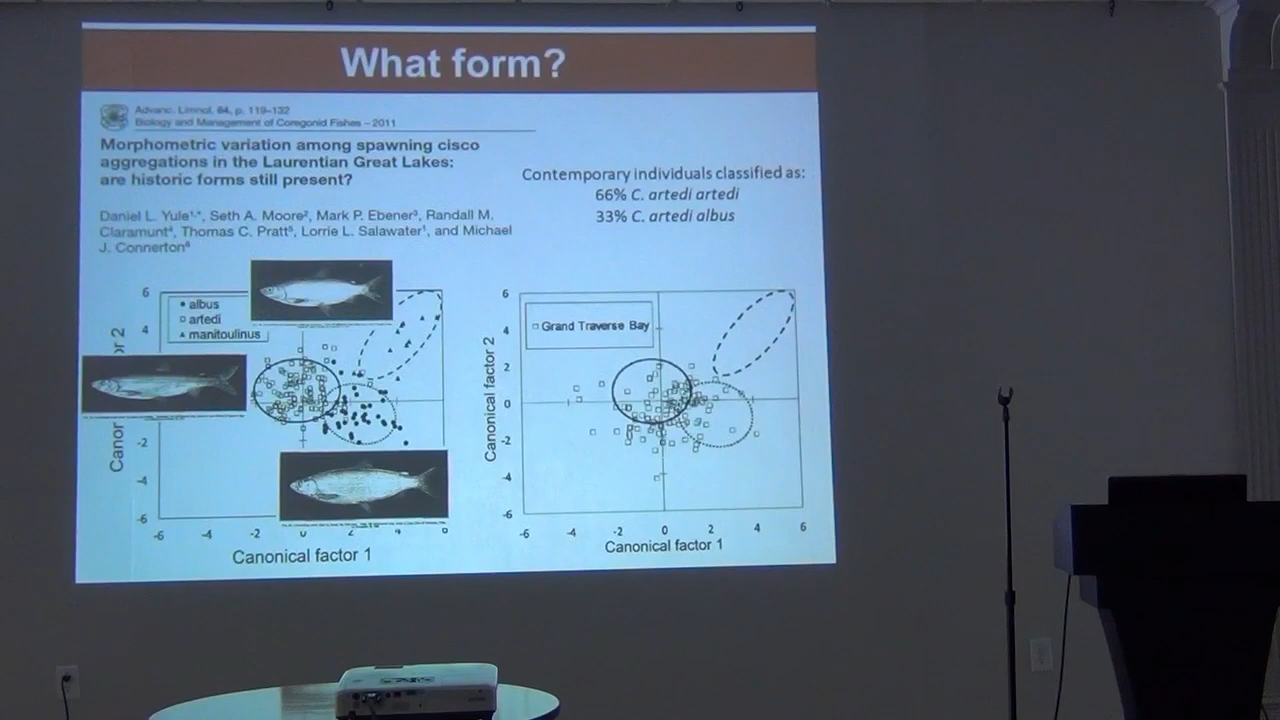 What form?
Advanc. Limnol. 64, p. 119–132
Biology and Management of Coregonid Fishes – 2011
Morphometric variation among spawning cisco
aggregations in the Laurentian Great Lakes:
are historic forms still present?
Daniel L. Yule¹,*, Seth A. Moore², Mark P. Ebener³, Randall M.
Claramunt⁴, Thomas C. Pratt⁵, Lorrie L. Salawater¹, and Michael
J. Connerton⁶
Contemporary individuals classified as:
66% C. artedi artedi
33% C. artedi albus
albus
artedi
manitoulinus
6
4
-2
-4
-6
-6
-4
-2
0
4
Canonical factor 1
Grand Traverse Bay
Canonical factor 2
6
4
2
0
-2
-4
-6
-6
-4
-2
0
2
4
6
Canonical factor 1